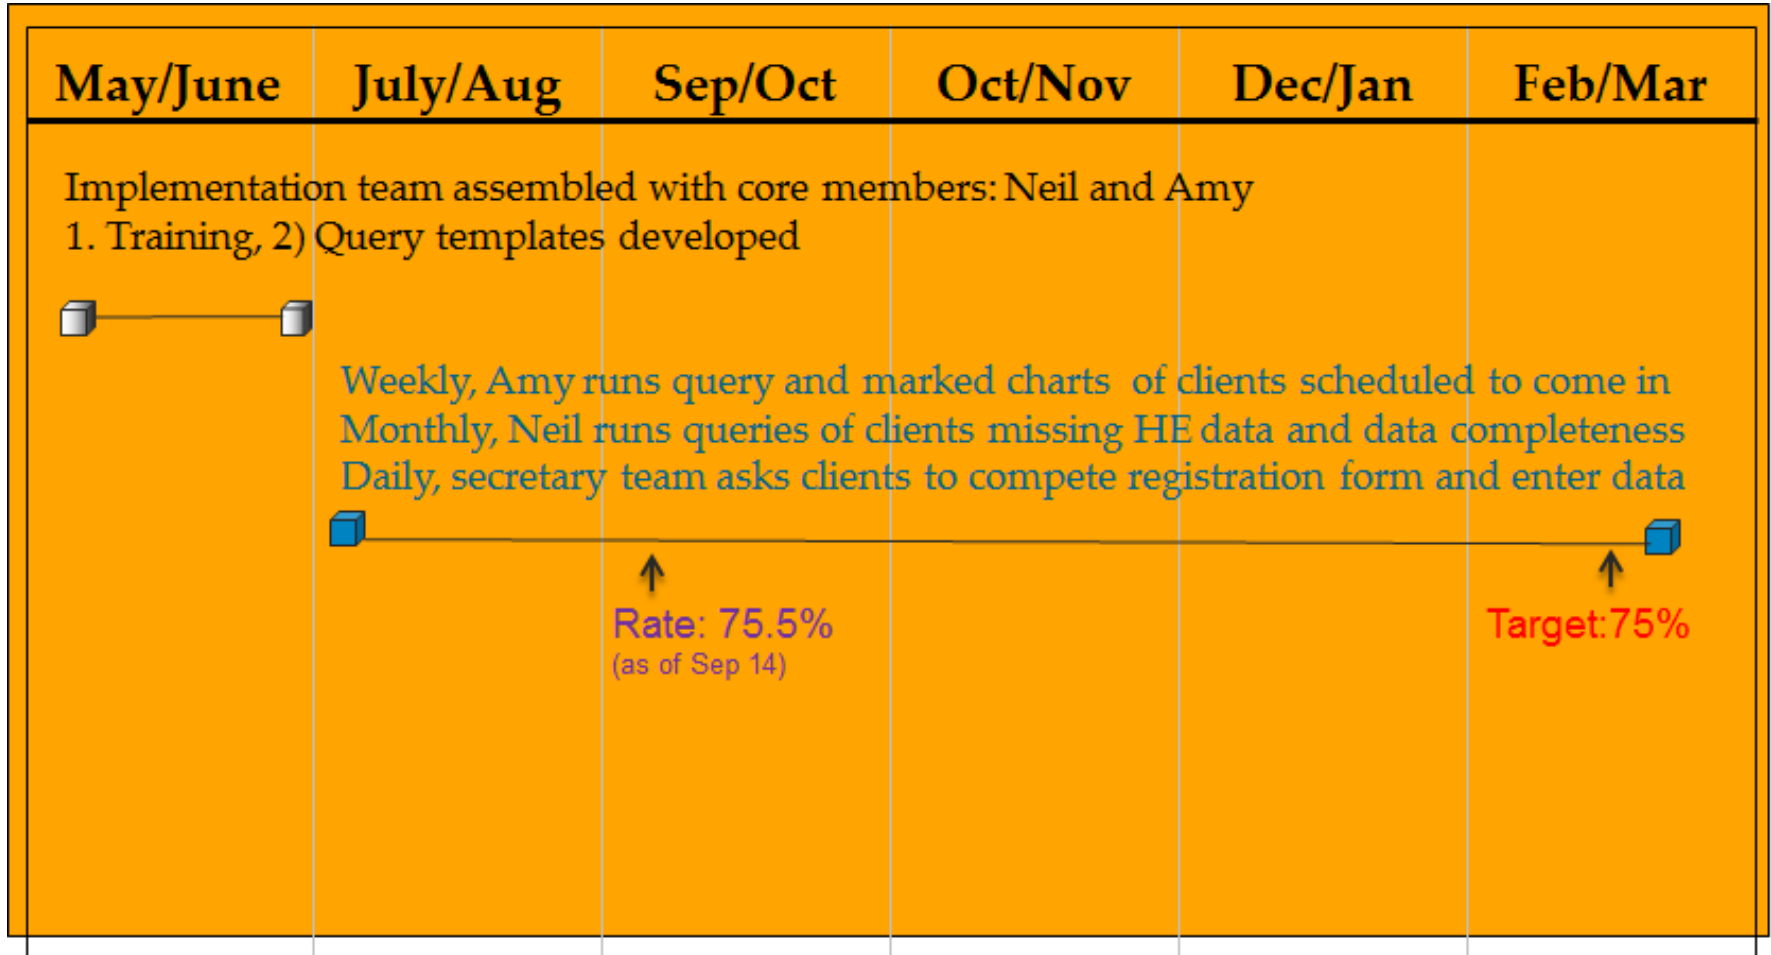 May/June July/Aug Sep/Oct Oct/Nov Dec/Jan Feb/Mar
Implementation team assembled with core members: Neil and Amy
1. Training, 2) Query templates developed
Weekly, Amy runs query and marked charts of clients scheduled to come in
Monthly, Neil runs queries of clients missing HE data and data completeness
Daily, secretary team asks clients to compete registration form and enter data
Rate: 75.5%
(as of Sep 14)
Target:75%